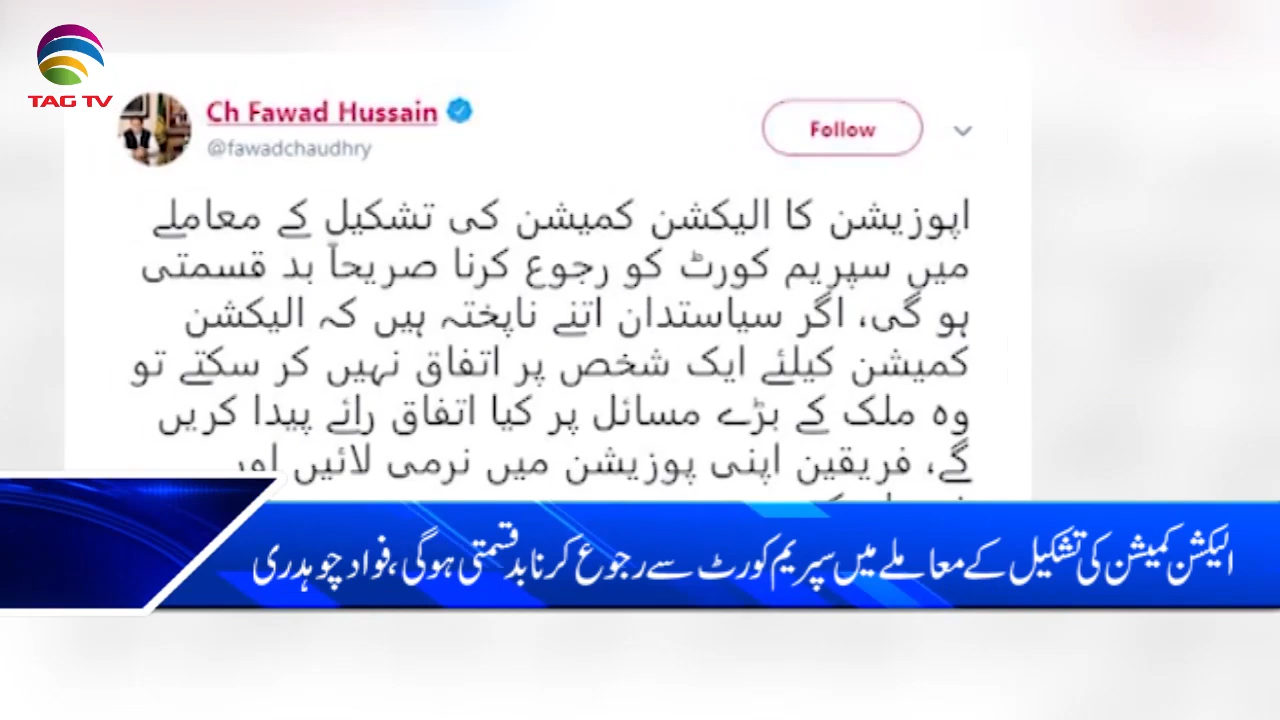 TAG TV
Ch Fawad Hussain
@fawadchaudhry
Follow
اپوزیشن کا الیکشن کمیشن کی تشکیل کے معاملے
میں سپریم کورٹ کو رجوع کرنا صریحاً بد قسمتی
ہو گی، اگر سیاستدان اتنے ناپختہ ہیں کہ الیکشن
کمیشن کیلئے ایک شخص پر اتفاق نہیں کر سکتے تو
وہ ملک کے بڑے مسائل پر کیا اتفاق رائے پیدا کریں
گے، فریقین اپنی پوزیشن میں نرمی لائیں اور
الیکشن کمیشن کی تشکیل کے معاملے میں سپریم کورٹ سے رجوع کرنا بدقسمتی ہوگی، فواد چوہدری